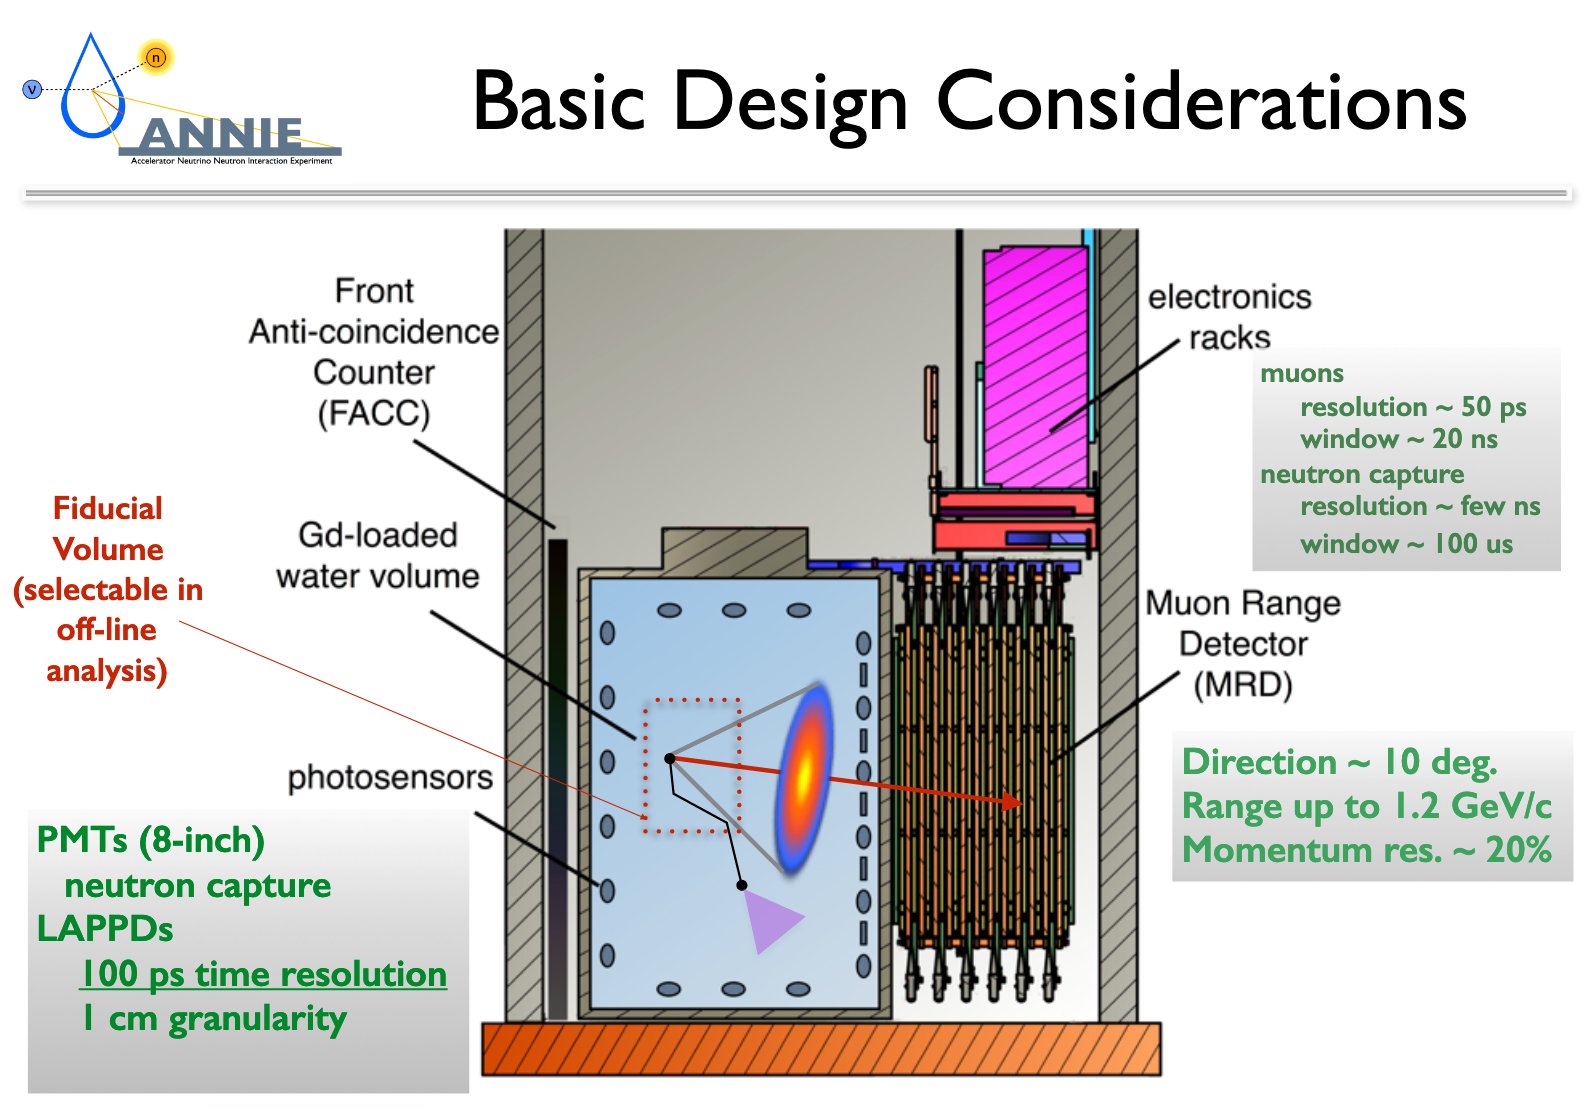 ν
n
ANNIE
Accelerator Neutrino Neutron Interaction Experiment
Basic Design Considerations
Front
Anti-coincidence
Counter
(FACC)
electronics
racks
muons
resolution ~ 50 ps
window ~ 20 ns
neutron capture
resolution ~ few ns
window ~ 100 us
Fiducial
Volume
(selectable in
off-line
analysis)
Gd-loaded
water volume
Muon Range
Detector
(MRD)
photosensors
Direction ~ 10 deg.
Range up to 1.2 GeV/c
Momentum res. ~ 20%
PMTs (8-inch)
neutron capture
LAPPDs
100 ps time resolution
1 cm granularity